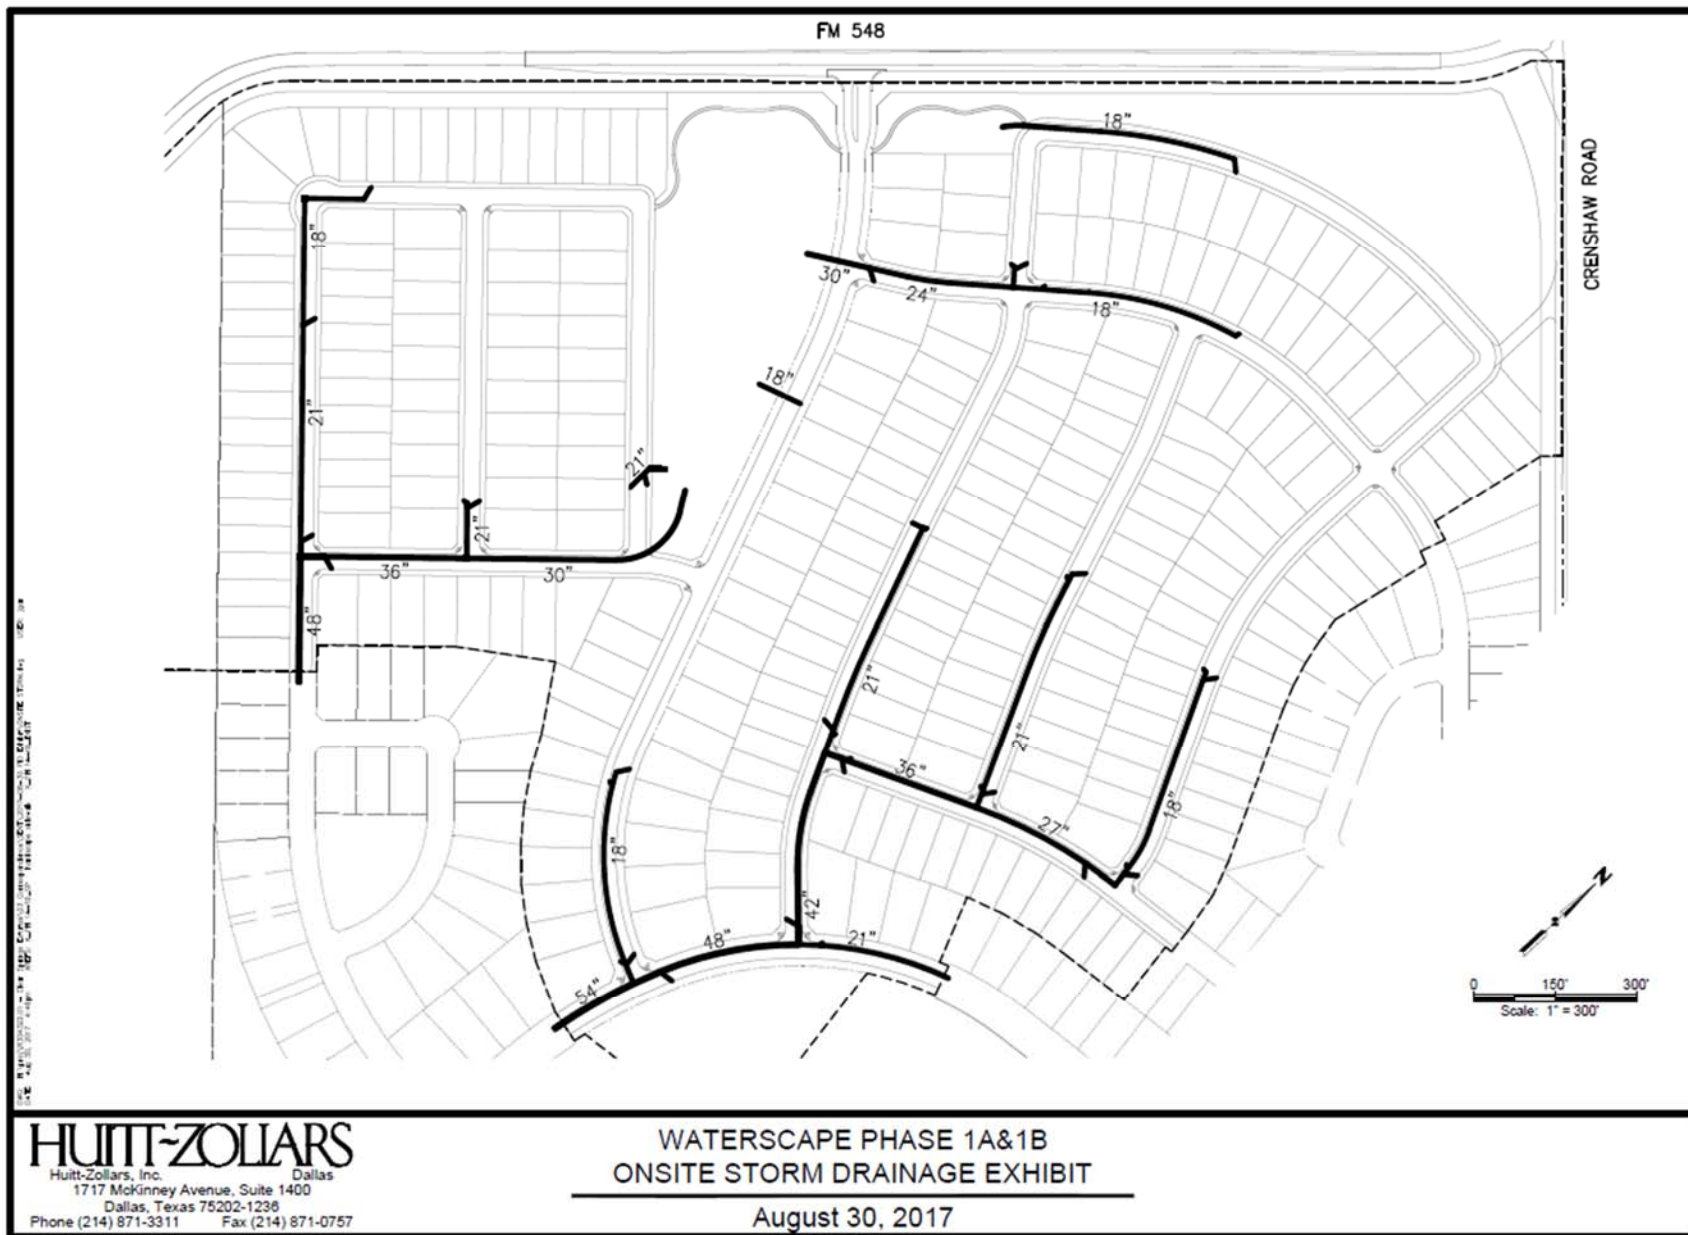 FM 548
CRENSHAW ROAD
18"
18"
30"
24"
18"
18"
21"
21"
21"
36"
30"
48"
21"
21"
36"
27"
18"
18"
42"
48"
21"
54"
N
0 150' 300'
Scale: 1" = 300'
HUITT-ZOLLARS
Huitt-Zollars, Inc. Dallas
1717 McKinney Avenue, Suite 1400
Dallas, Texas 75202-1236
Phone (214) 871-3311 Fax (214) 871-0757
WATERSCAPE PHASE 1A&1B
ONSITE STORM DRAINAGE EXHIBIT
August 30, 2017